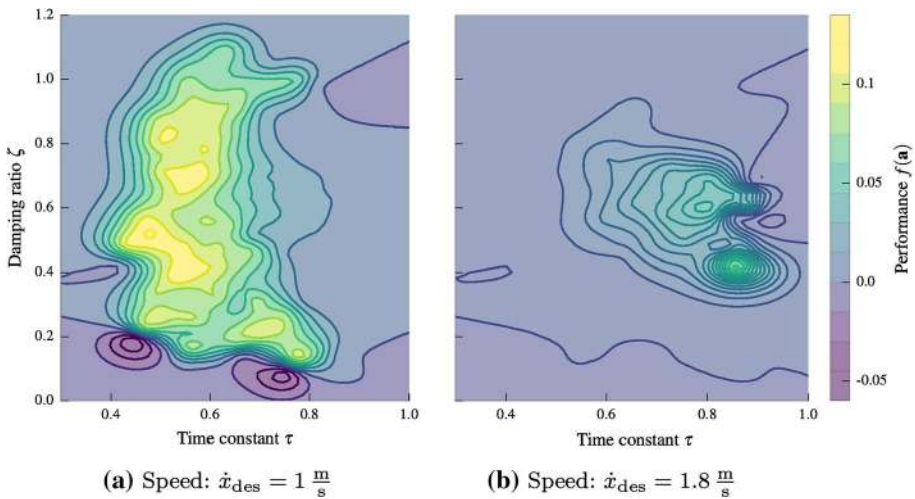 1.2
1.0
0.8
0.6
0.4
0.2
0.0
Damping ratio ζ
0.4 0.6 0.8 1.0
Time constant τ
0.4 0.6 0.8 1.0
Time constant τ
0.1
0.05
0.0
-0.05
Performance f(a)
(a) Speed: ẋ_des = 1 m/s
(b) Speed: ẋ_des = 1.8 m/s